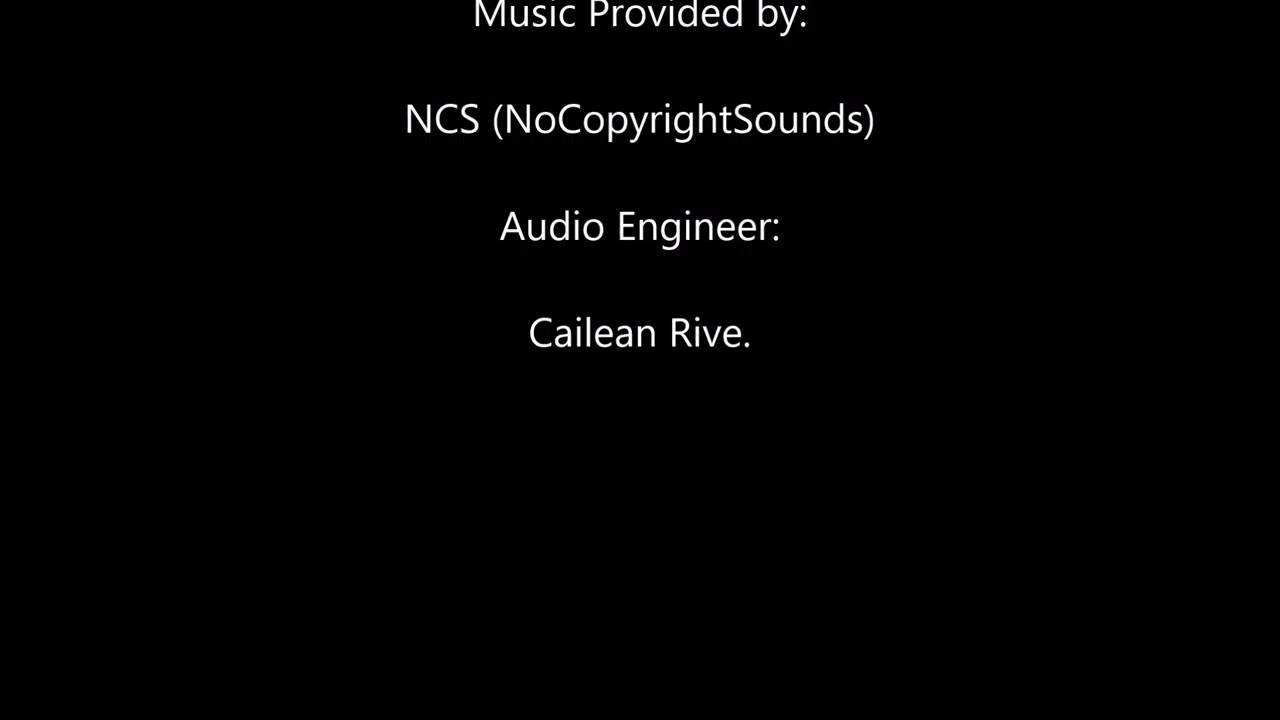 Music Provided by:
NCS (NoCopyrightSounds)
Audio Engineer:
Cailean Rive.